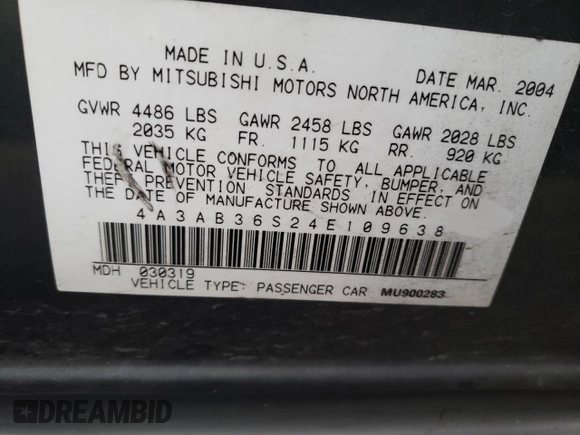 MADE IN U.S.A. DATE MAR. 2004
MFD BY MITSUBISHI MOTORS NORTH AMERICA, INC.
GVWR 4486 LBS GAWR 2458 LBS GAWR 2028 LBS
2035 KG FR. 1115 KG RR. 920 KG
THIS VEHICLE CONFORMS TO ALL APPLICABLE
FEDERAL MOTOR VEHICLE SAFETY, BUMPER, AND
THEFT PREVENTION STANDARDS IN EFFECT ON
THE DATE OF MANUFACTURE SHOWN ABOVE.
4A3AB36S24E109638
MDH 030319
VEHICLE TYPE: PASSENGER CAR MU900283
DREAMBID